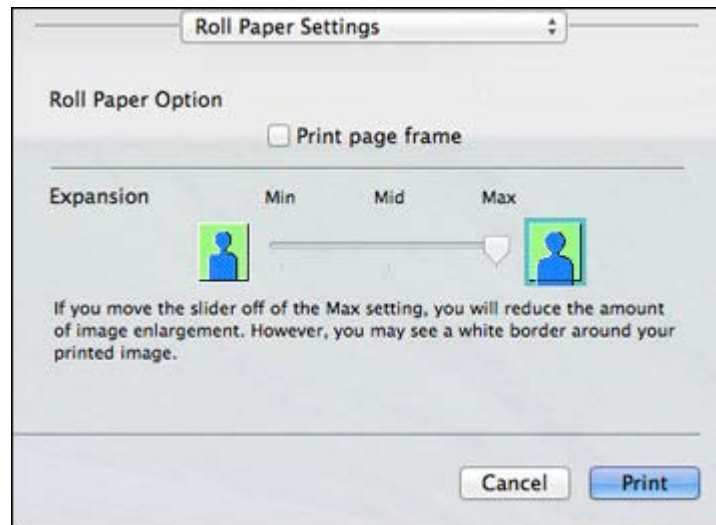 Roll Paper Settings
Roll Paper Option
Print page frame
Expansion
Min Mid Max
If you move the slider off of the Max setting, you will reduce the amount
of image enlargement. However, you may see a white border around your
printed image.
Cancel Print